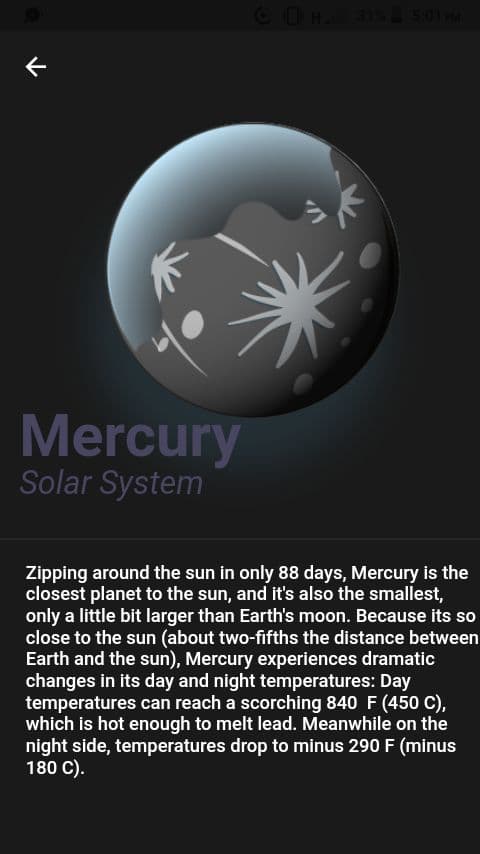 H 31% 5:01 PM
Mercury
Solar System
Zipping around the sun in only 88 days, Mercury is the
closest planet to the sun, and it's also the smallest,
only a little bit larger than Earth's moon. Because its so
close to the sun (about two-fifths the distance between
Earth and the sun), Mercury experiences dramatic
changes in its day and night temperatures: Day
temperatures can reach a scorching 840  F (450 C),
which is hot enough to melt lead. Meanwhile on the
night side, temperatures drop to minus 290 F (minus
180 C).